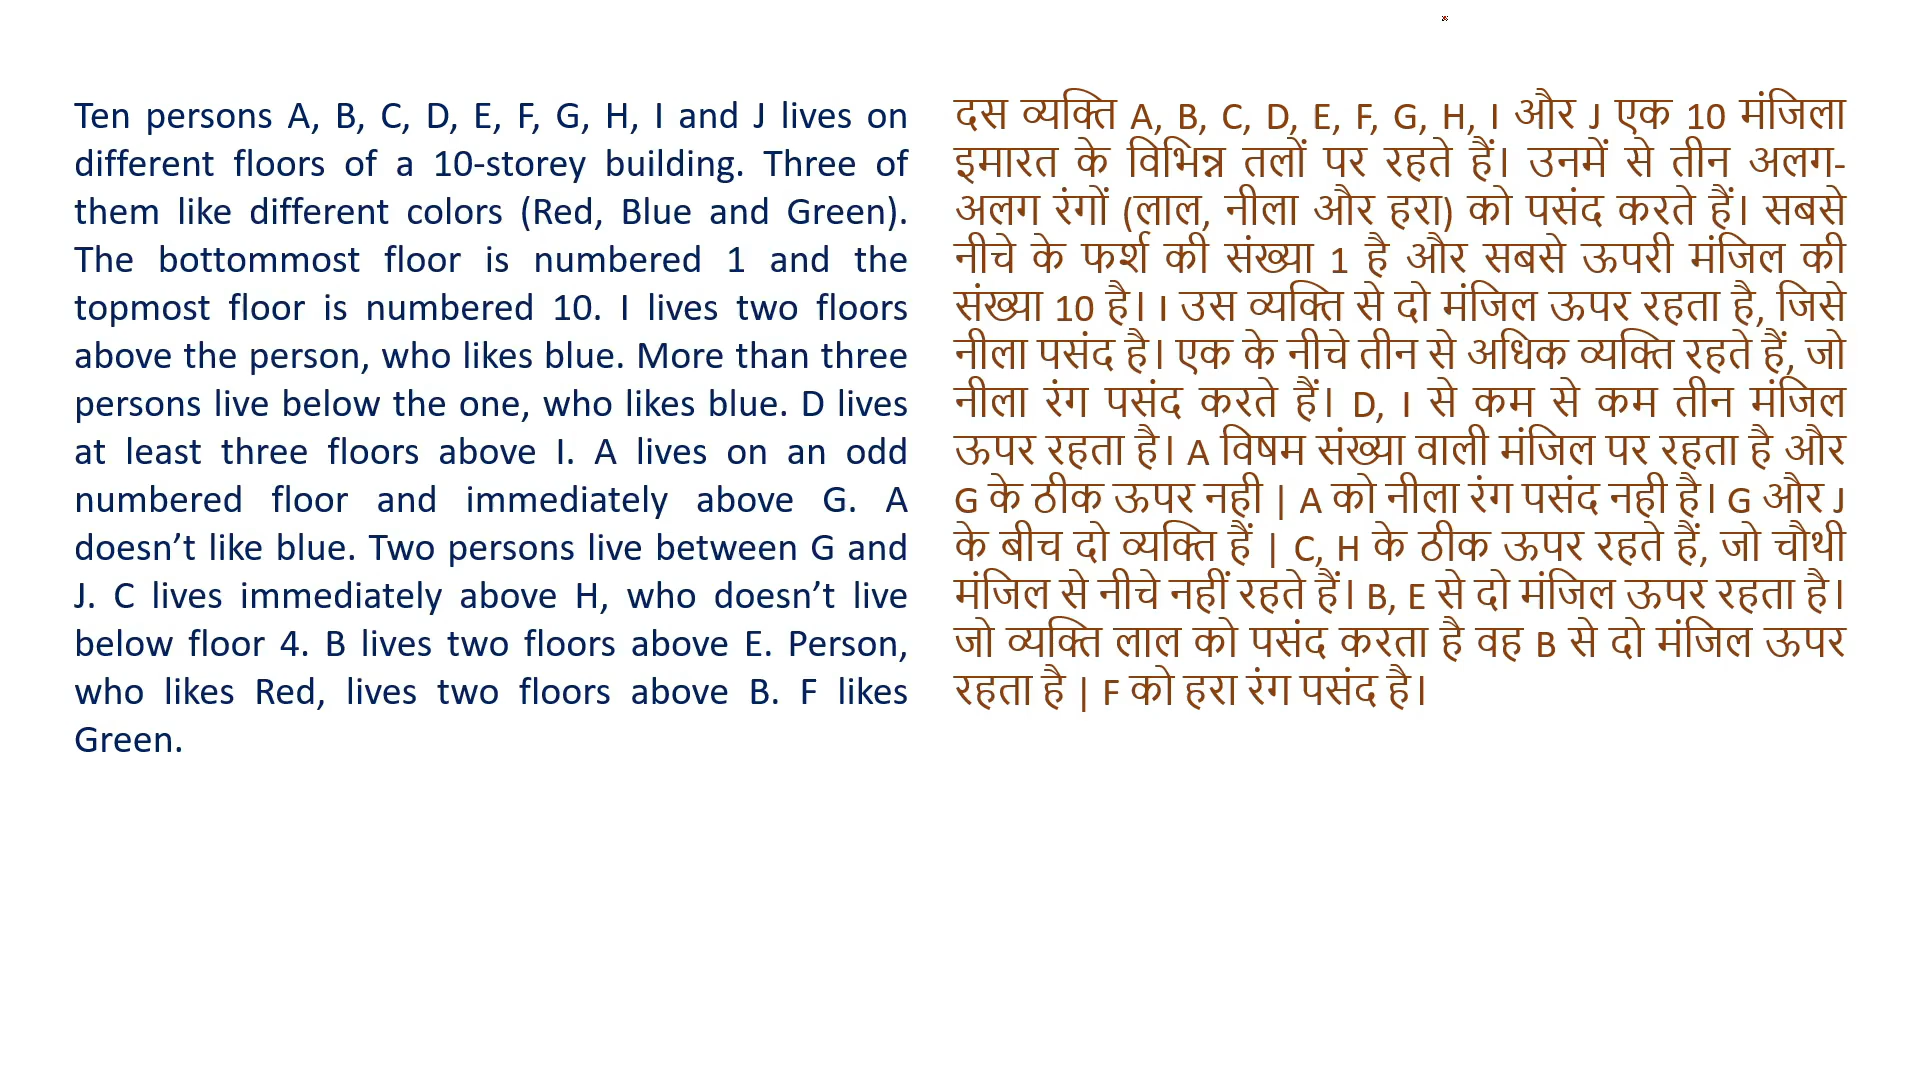 Ten persons A, B, C, D, E, F, G, H, I and J lives on
different floors of a 10-storey building. Three of
them like different colors (Red, Blue and Green).
The bottommost floor is numbered 1 and the
topmost floor is numbered 10. I lives two floors
above the person, who likes blue. More than three
persons live below the one, who likes blue. D lives
at least three floors above I. A lives on an odd
numbered floor and immediately above G. A
doesn’t like blue. Two persons live between G and
J. C lives immediately above H, who doesn’t live
below floor 4. B lives two floors above E. Person,
who likes Red, lives two floors above B. F likes
Green.
दस व्यक्ति A, B, C, D, E, F, G, H, I और J एक 10 मंजिला
इमारत के विभिन्न तलों पर रहते हैं। उनमें से तीन अलग-
अलग रंगों (लाल, नीला और हरा) को पसंद करते हैं। सबसे
नीचे के फर्श की संख्या 1 है और सबसे ऊपरी मंजिल की
संख्या 10 है। I उस व्यक्ति से दो मंजिल ऊपर रहता है, जिसे
नीला पसंद है। एक के नीचे तीन से अधिक व्यक्ति रहते हैं, जो
नीला रंग पसंद करते हैं। D, I से कम से कम तीन मंजिल
ऊपर रहता है। A विषम संख्या वाली मंजिल पर रहता है और
G के ठीक ऊपर नही | A को नीला रंग पसंद नही है। G और J
के बीच दो व्यक्ति हैं | C, H के ठीक ऊपर रहते हैं, जो चौथी
मंजिल से नीचे नहीं रहते हैं। B, E से दो मंजिल ऊपर रहता है।
जो व्यक्ति लाल को पसंद करता है वह B से दो मंजिल ऊपर
रहता है | F को हरा रंग पसंद है।